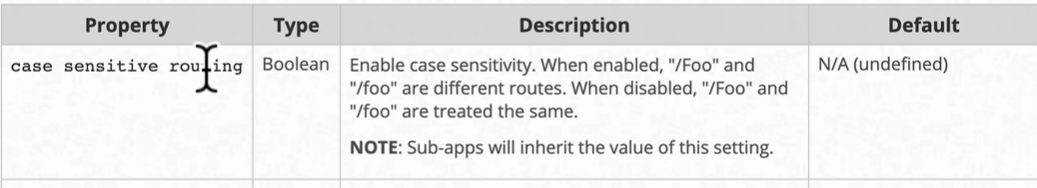 Property Type Description Default
case sensitive routing Boolean Enable case sensitivity. When enabled, "/Foo" and N/A (undefined)
"/foo" are different routes. When disabled, "/Foo" and
"/foo" are treated the same.
NOTE: Sub-apps will inherit the value of this setting.